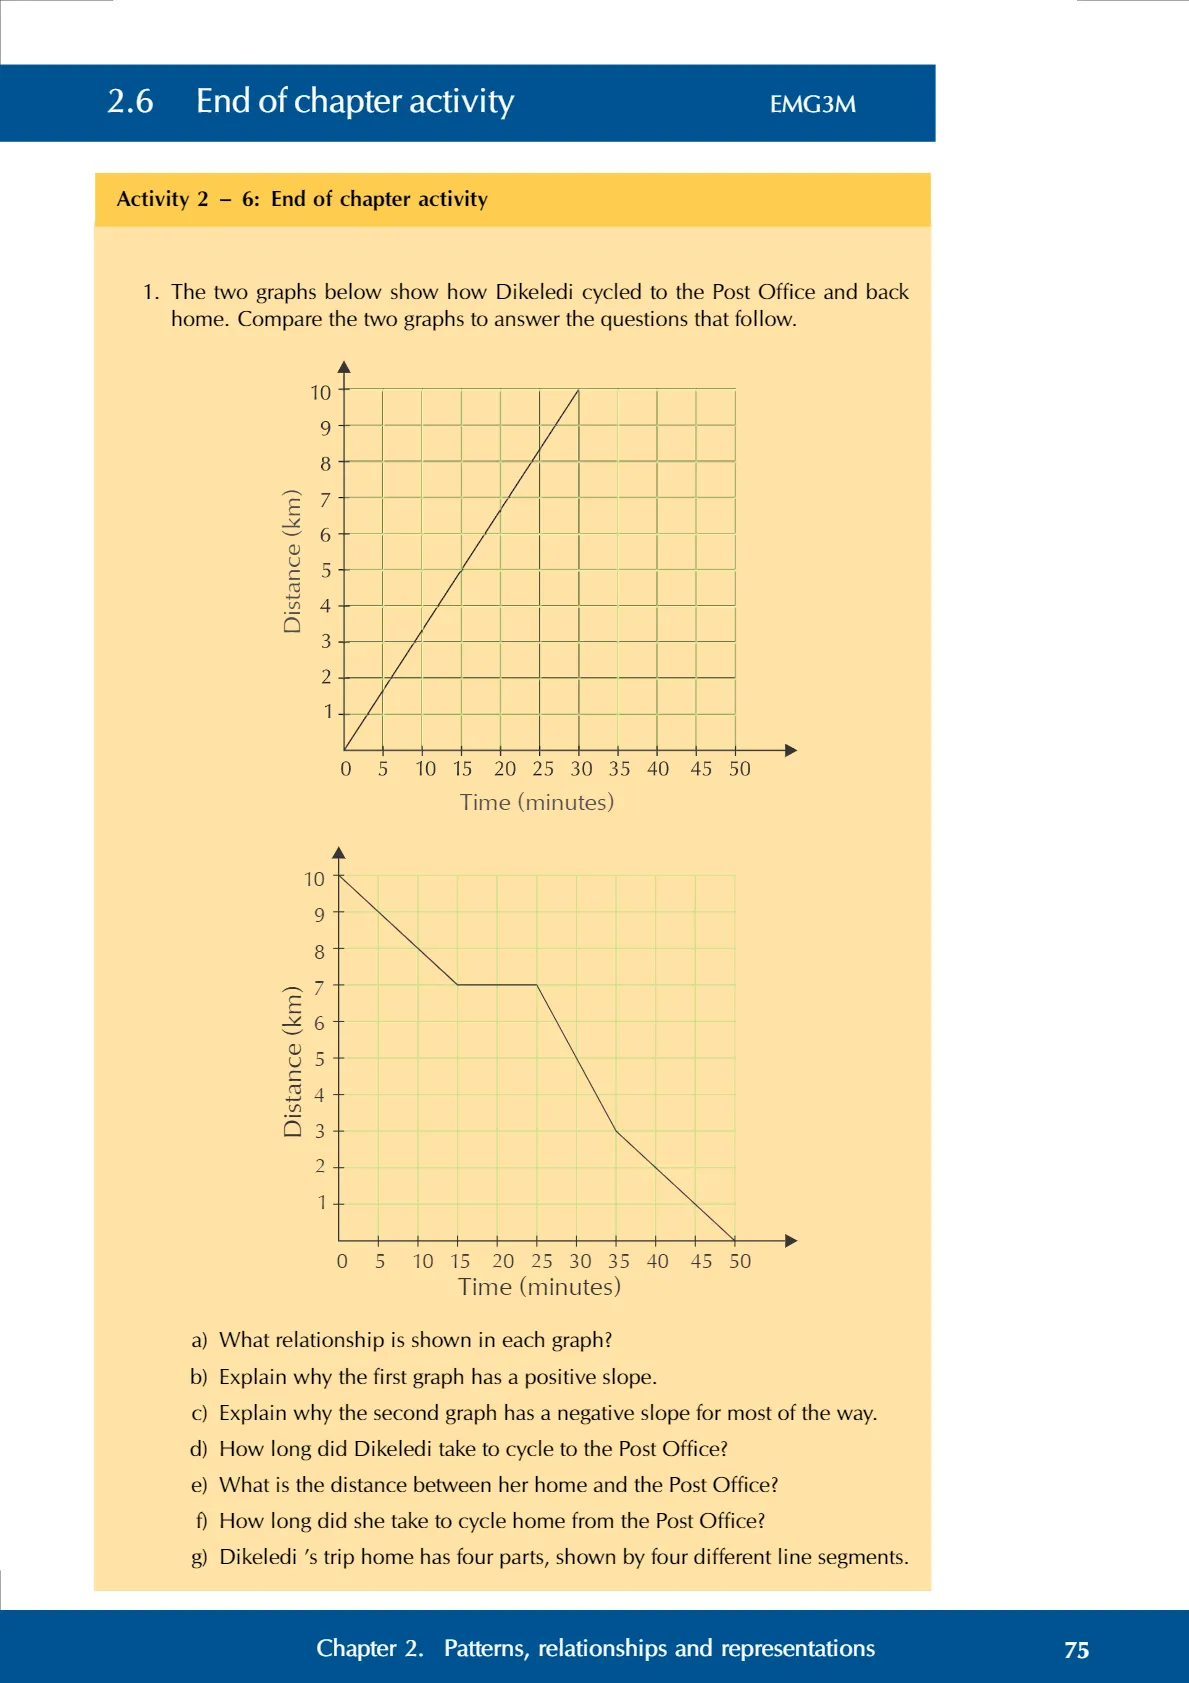 2.6 End of chapter activity EMG3M
Activity 2 – 6: End of chapter activity
1. The two graphs below show how Dikeledi cycled to the Post Office and back
home. Compare the two graphs to answer the questions that follow.
10
9
8
7
6
5
4
3
2
1
Distance (km)
0 5 10 15 20 25 30 35 40 45 50
Time (minutes)
10
9
8
7
6
5
4
3
2
1
Distance (km)
0 5 10 15 20 25 30 35 40 45 50
Time (minutes)
a) What relationship is shown in each graph?
b) Explain why the first graph has a positive slope.
c) Explain why the second graph has a negative slope for most of the way.
d) How long did Dikeledi take to cycle to the Post Office?
e) What is the distance between her home and the Post Office?
f) How long did she take to cycle home from the Post Office?
g) Dikeledi ’s trip home has four parts, shown by four different line segments.
Chapter 2. Patterns, relationships and representations 75